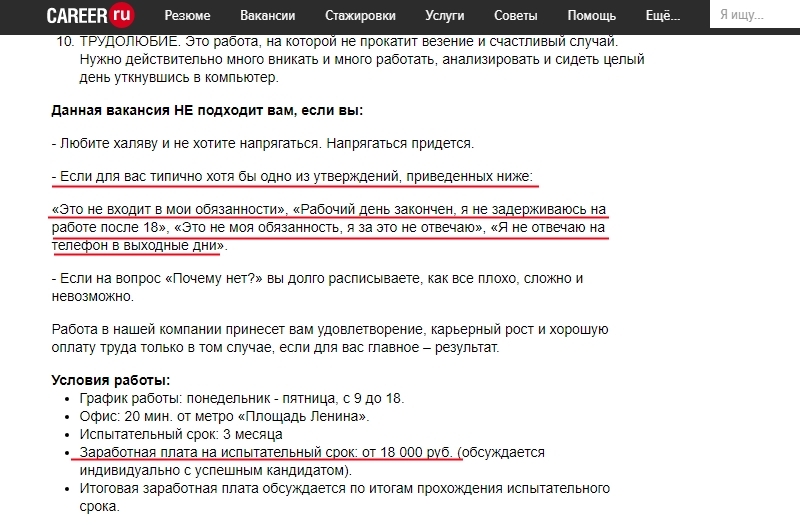 CAREER ru Резюме Вакансии Стажировки Услуги Советы Помощь Ещё... Я ищу...
10. ТРУДОЛЮБИЕ. Это работа, на которой не прокатит везение и счастливый случай.
Нужно действительно много вникать и много работать, анализировать и сидеть целый
день уткнувшись в компьютер.
Данная вакансия НЕ подходит вам, если вы:
- Любите халяву и не хотите напрягаться. Напрягаться придется.
- Если для вас типично хотя бы одно из утверждений, приведенных ниже:
«Это не входит в мои обязанности», «Рабочий день закончен, я не задерживаюсь на
работе после 18», «Это не моя обязанность, я за это не отвечаю», «Я не отвечаю на
телефон в выходные дни».
- Если на вопрос «Почему нет?» вы долго расписываете, как все плохо, сложно и
невозможно.
Работа в нашей компании принесет вам удовлетворение, карьерный рост и хорошую
оплату труда только в том случае, если для вас главное – результат.
Условия работы:
• График работы: понедельник - пятница, с 9 до 18.
• Офис: 20 мин. от метро «Площадь Ленина».
• Испытательный срок: 3 месяца
• Заработная плата на испытательный срок: от 18 000 руб. (обсуждается
индивидуально с успешным кандидатом).
• Итоговая заработная плата обсуждается по итогам прохождения испытательного
срока.